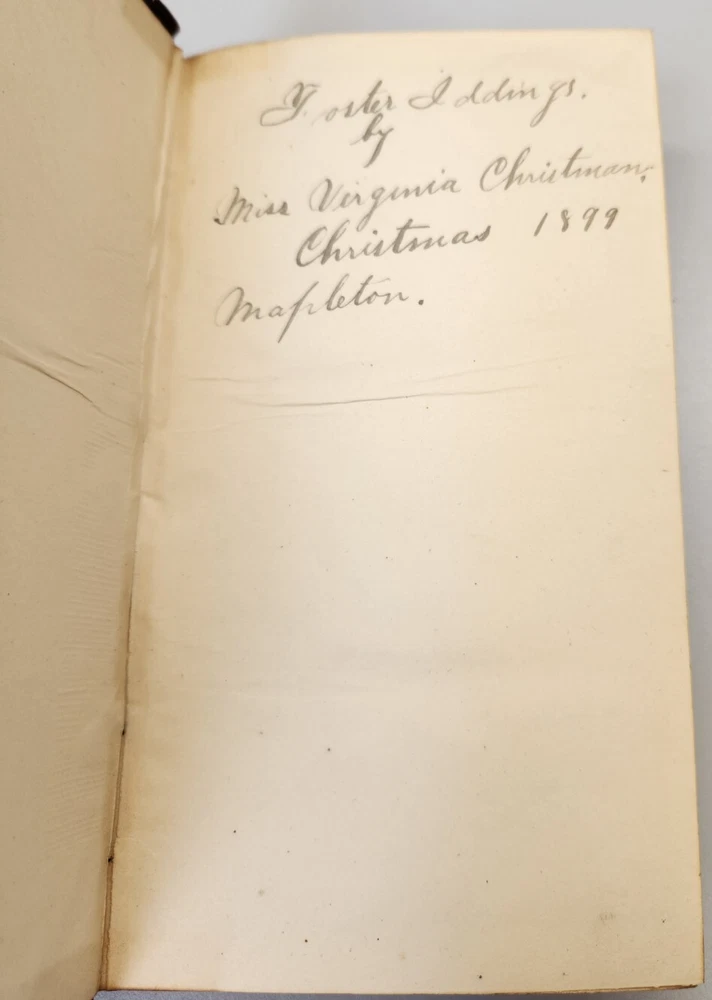 Foster Iddings.
by
Miss Virginia Christman.
Christmas 1899
Mapleton.